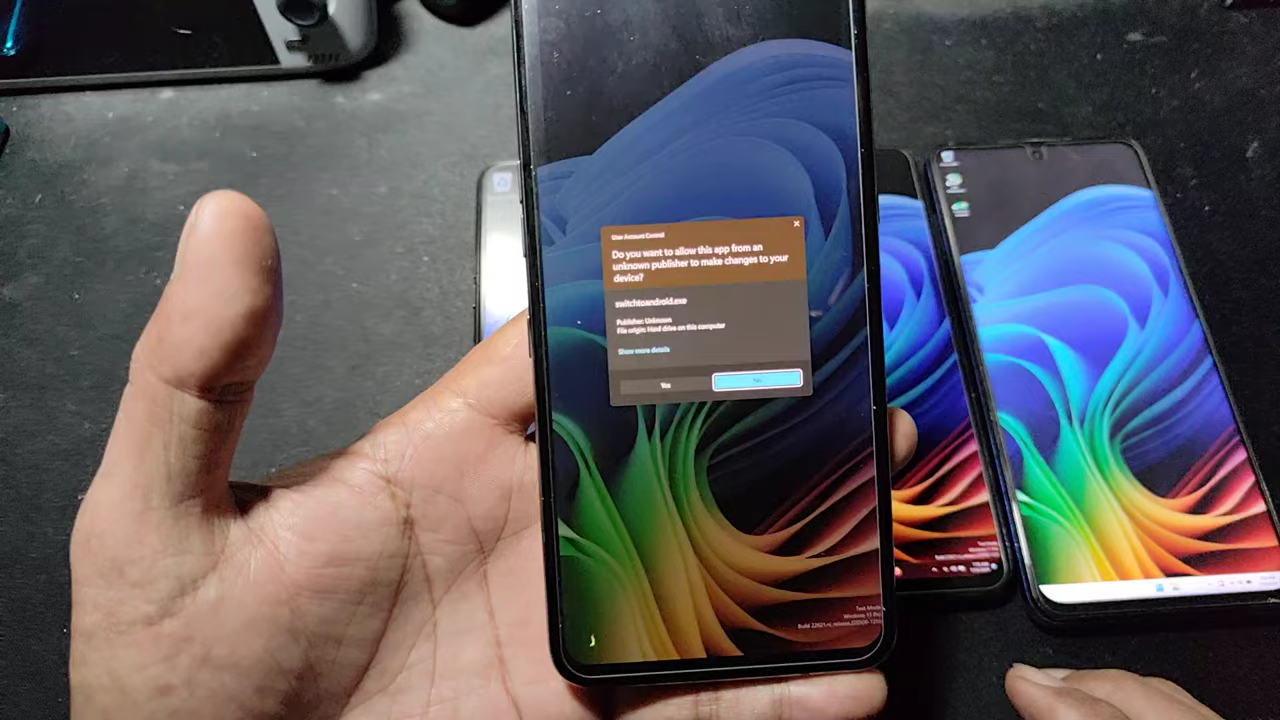 User Account Control
Do you want to allow this app from an
unknown publisher to make changes to your
device?
switchtoandroid.exe
Publisher: Unknown
File origin: Hard drive on this computer
Show more details
Yes
No
Test Mode
Windows 11 Pro